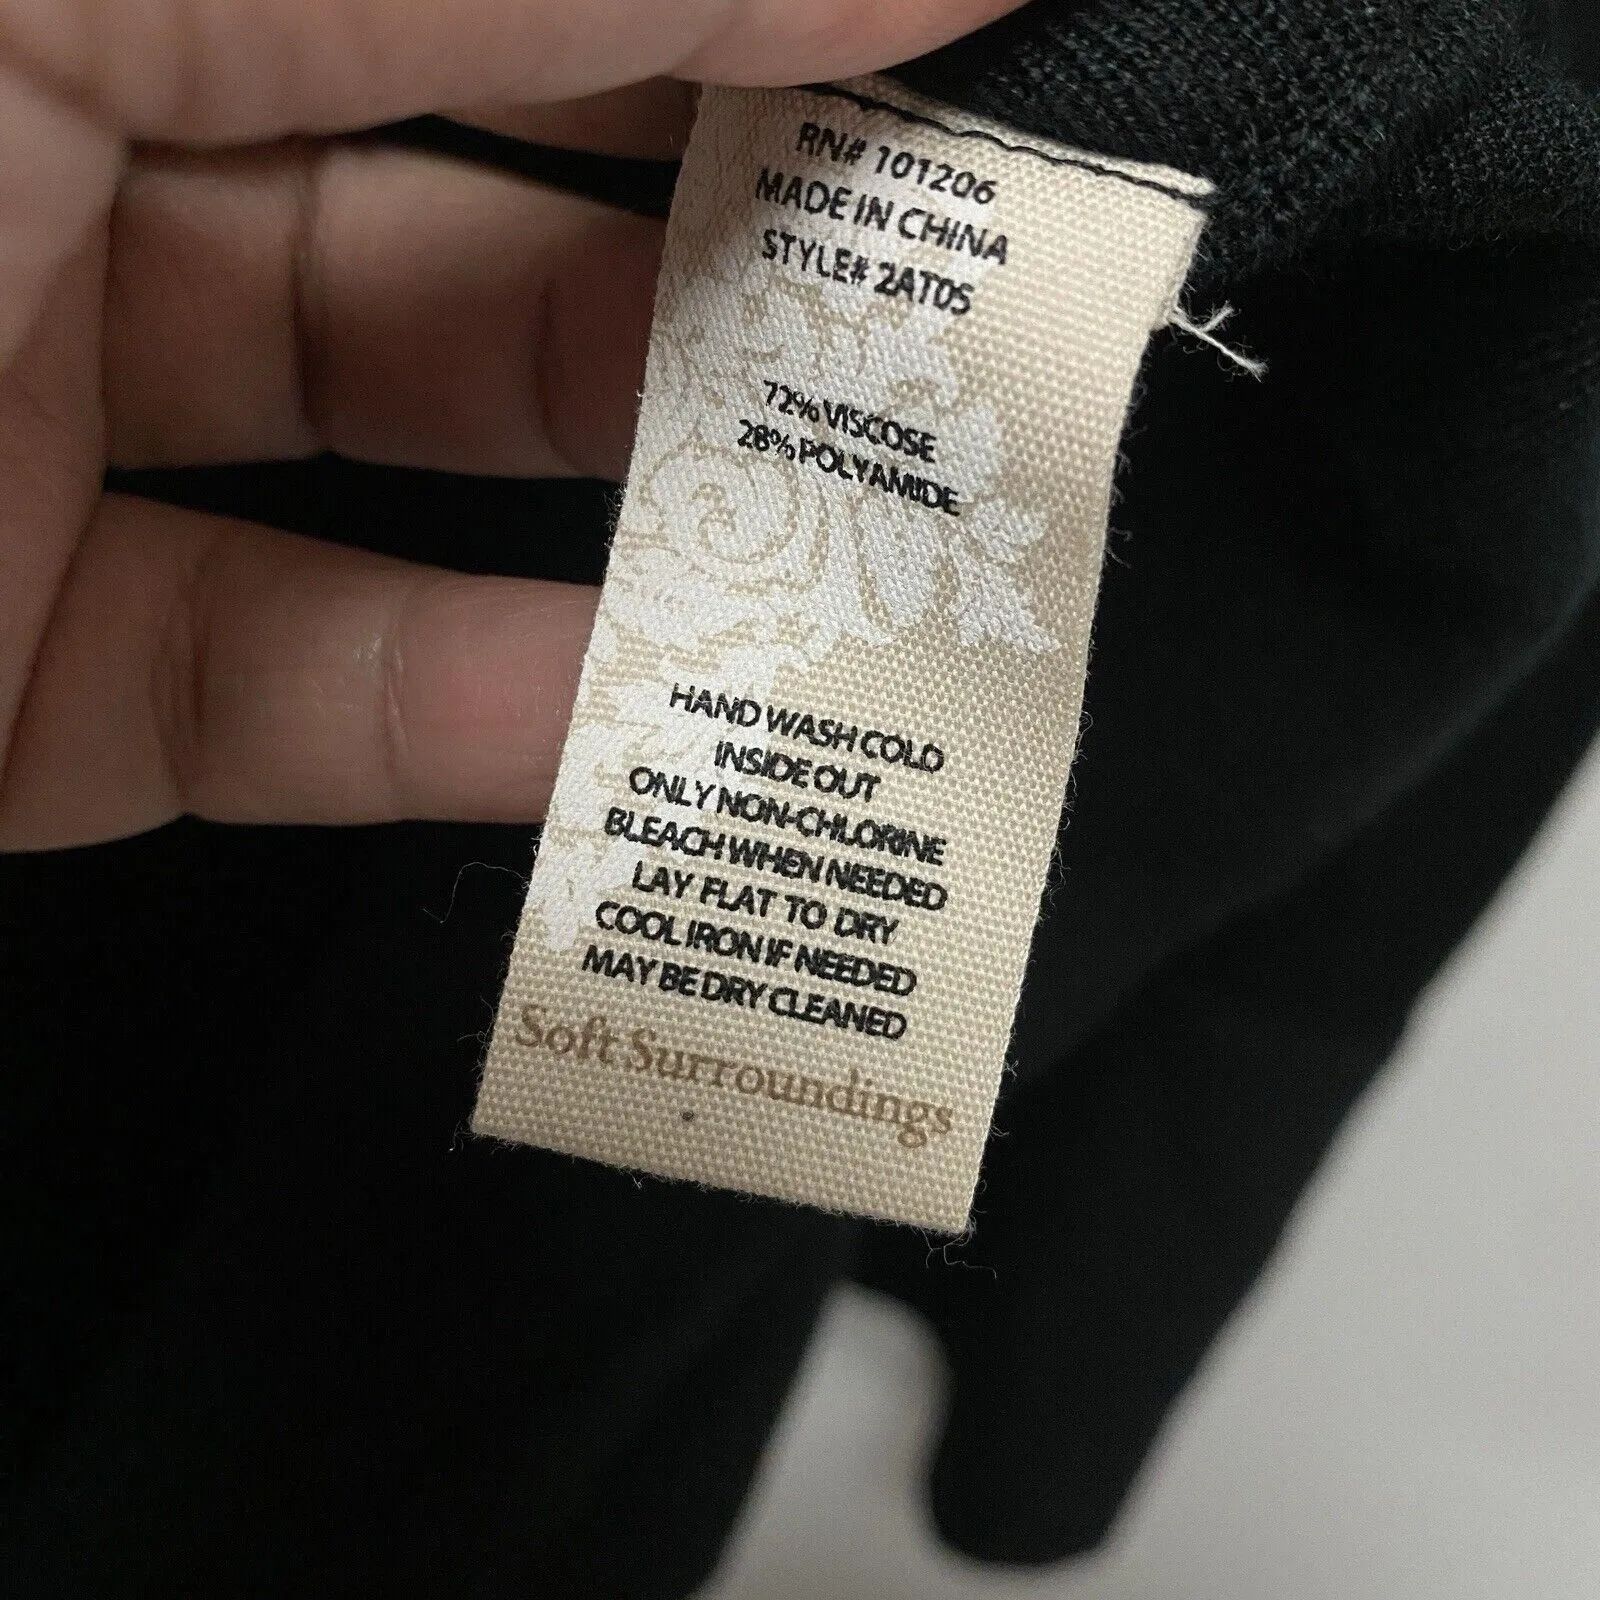 RN# 101206
MADE IN CHINA
STYLE# 2AT05
72% VISCOSE
28% POLYAMIDE
HAND WASH COLD
INSIDE OUT
ONLY NON-CHLORINE
BLEACH WHEN NEEDED
LAY FLAT TO DRY
COOL IRON IF NEEDED
MAY BE DRY CLEANED
Soft Surroundings